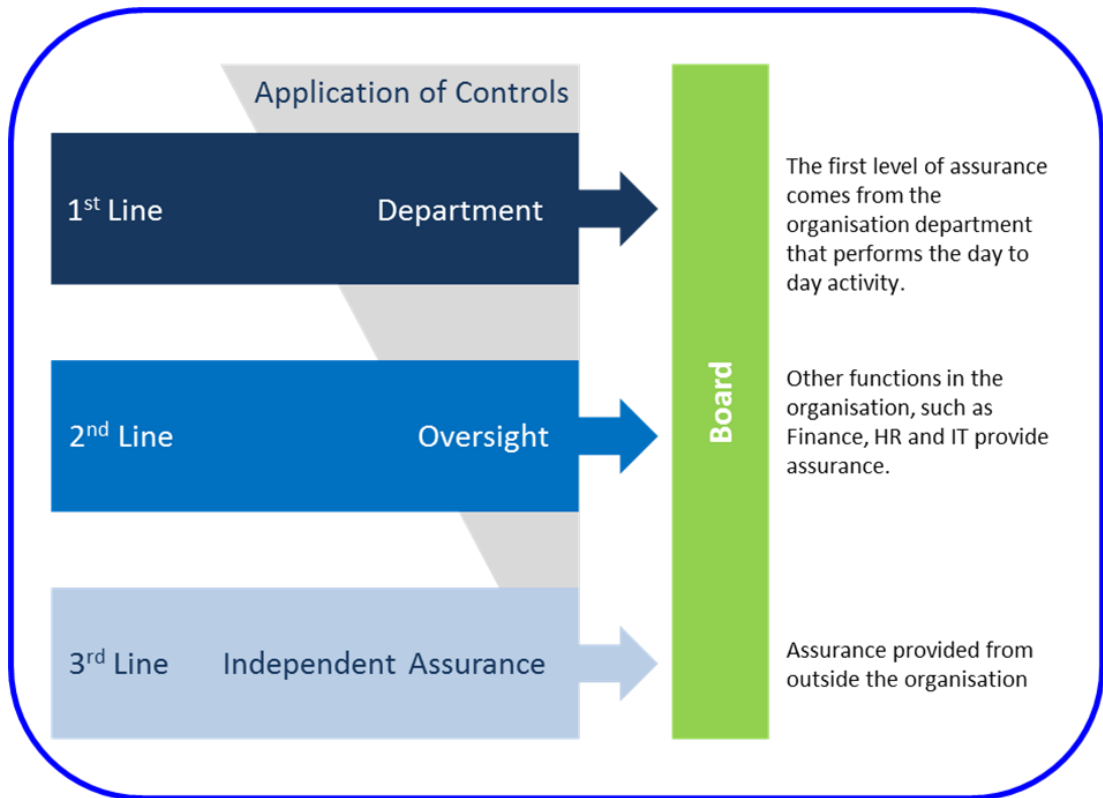 Application of Controls
1st Line Department
The first level of assurance
comes from the
organisation department
that performs the day to
day activity.
2nd Line Oversight
Board
Other functions in the
organisation, such as
Finance, HR and IT provide
assurance.
3rd Line Independent Assurance
Assurance provided from
outside the organisation